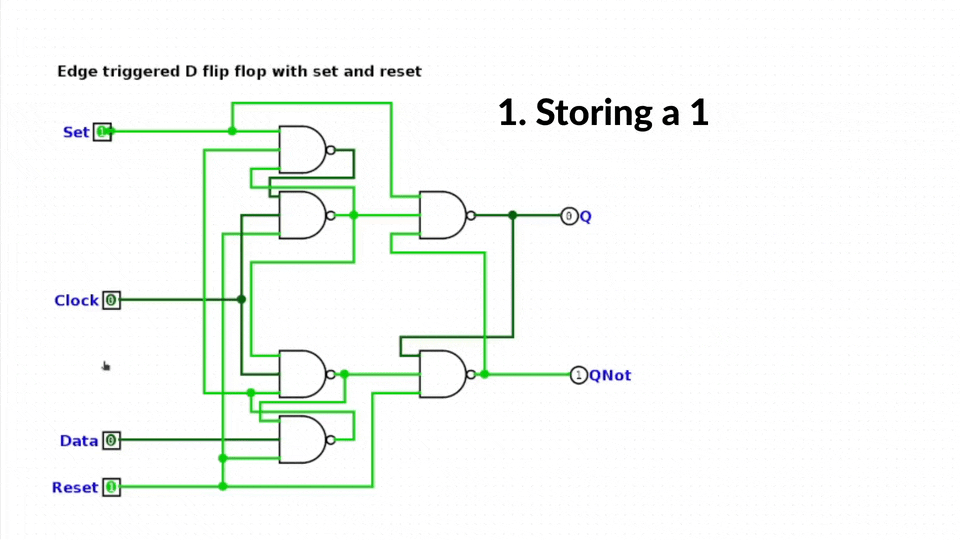 Edge triggered D flip flop with set and reset
1. Storing a 1
Set 1
0 Q
Clock 0
1 QNot
Data 0
Reset 1